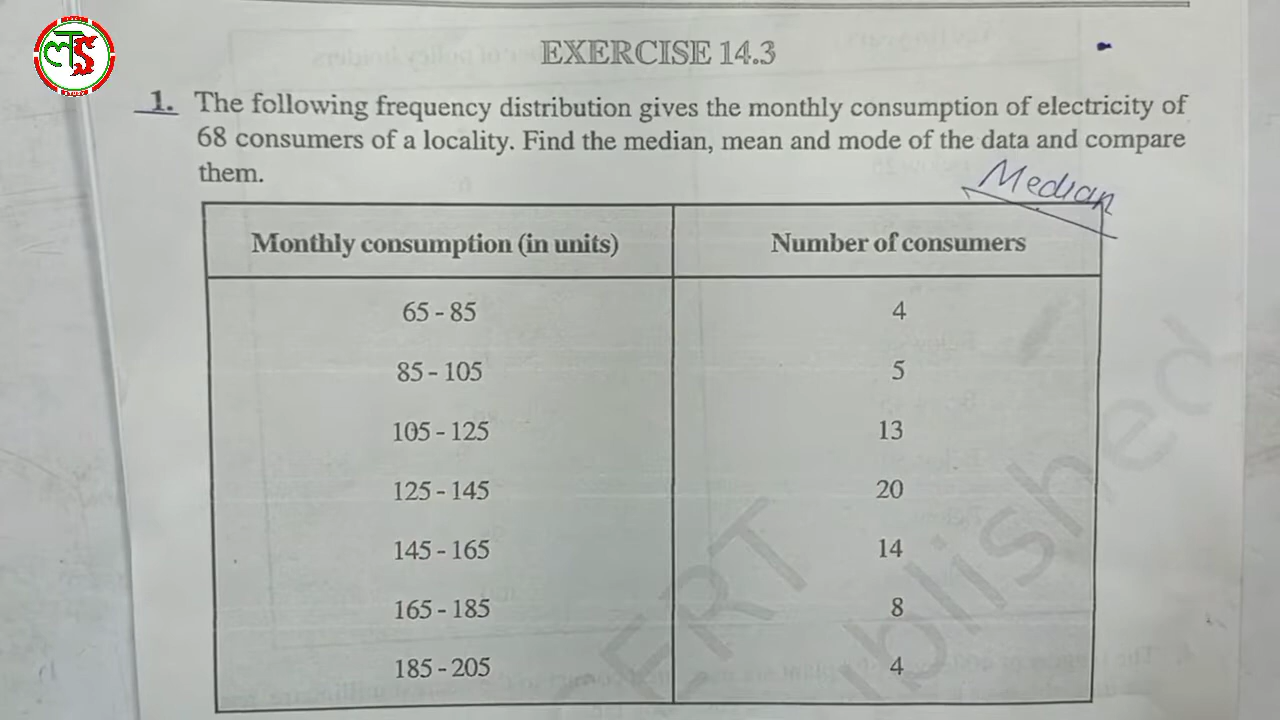 EXERCISE 14.3
1. The following frequency distribution gives the monthly consumption of electricity of
68 consumers of a locality. Find the median, mean and mode of the data and compare
them.
Median
Monthly consumption (in units) Number of consumers
65 - 85 4
85 - 105 5
105 - 125 13
125 - 145 20
145 - 165 14
165 - 185 8
185 - 205 4